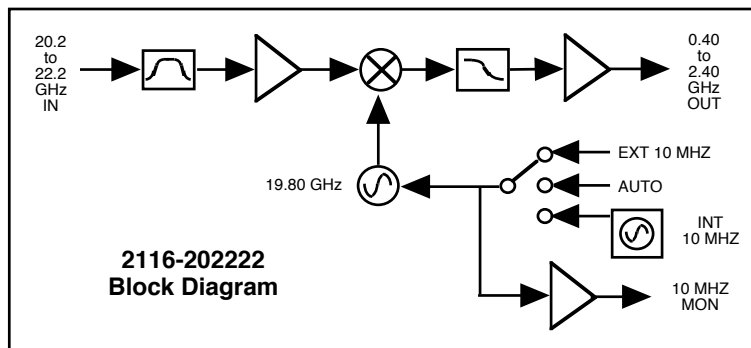 20.2
to
22.2
GHz
IN
0.40
to
2.40
GHz
OUT
19.80 GHz
EXT 10 MHZ
AUTO
INT
10 MHZ
10 MHZ
MON
2116-202222
Block Diagram